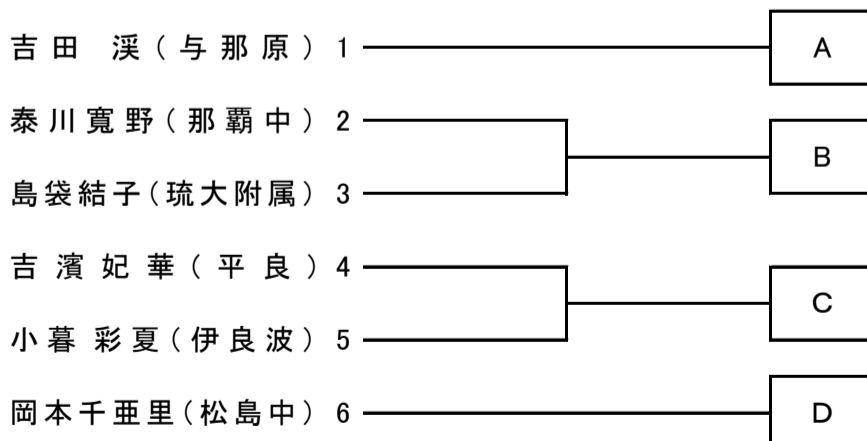 吉田 渓(与那原) 1 A
泰川寛野(那覇中) 2
B
島袋結子(琉大附属) 3
吉濱妃華(平良) 4
C
小暮彩夏(伊良波) 5
岡本千亜里(松島中) 6 D